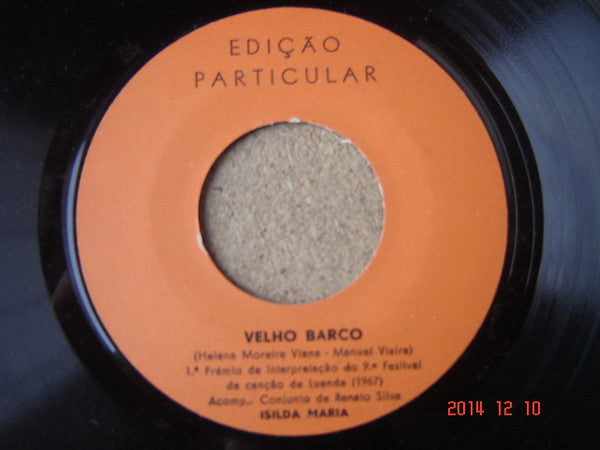 EDIÇÃO
PARTICULAR
VELHO BARCO
(Helena Moreira Viana - Manuel Vieira)
1.º Prémio de interpretação do 9.º Festival
da canção de Luanda (1967)
Acomp.: Conjunto de Renato Silva
ISILDA MARIA
2014 12 10